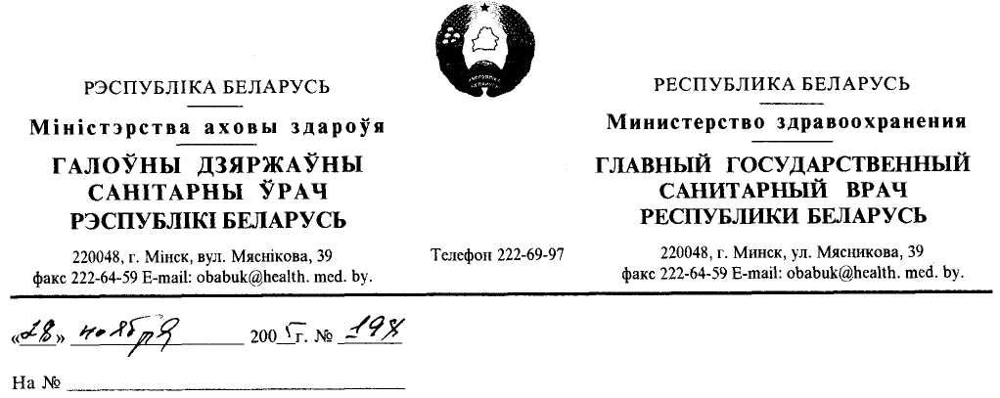 РЭСПУБЛІКА БЕЛАРУСЬ
Міністэрства аховы здароўя
ГАЛОЎНЫ ДЗЯРЖАЎНЫ
САНІТАРНЫ ЎРАЧ
РЭСПУБЛІКІ БЕЛАРУСЬ
220048, г. Мінск, вул. Мяснікова, 39
факс 222-64-59 E-mail: obabuk@health. med. by.
Телефон 222-69-97
РЕСПУБЛИКА БЕЛАРУСЬ
Министерство здравоохранения
ГЛАВНЫЙ ГОСУДАРСТВЕННЫЙ
САНИТАРНЫЙ ВРАЧ
РЕСПУБЛИКИ БЕЛАРУСЬ
220048, г. Минск, ул. Мясникова, 39
факс 222-64-59 E-mail: obabuk@health. med. by.
«28» ноября 2005г. №
На №